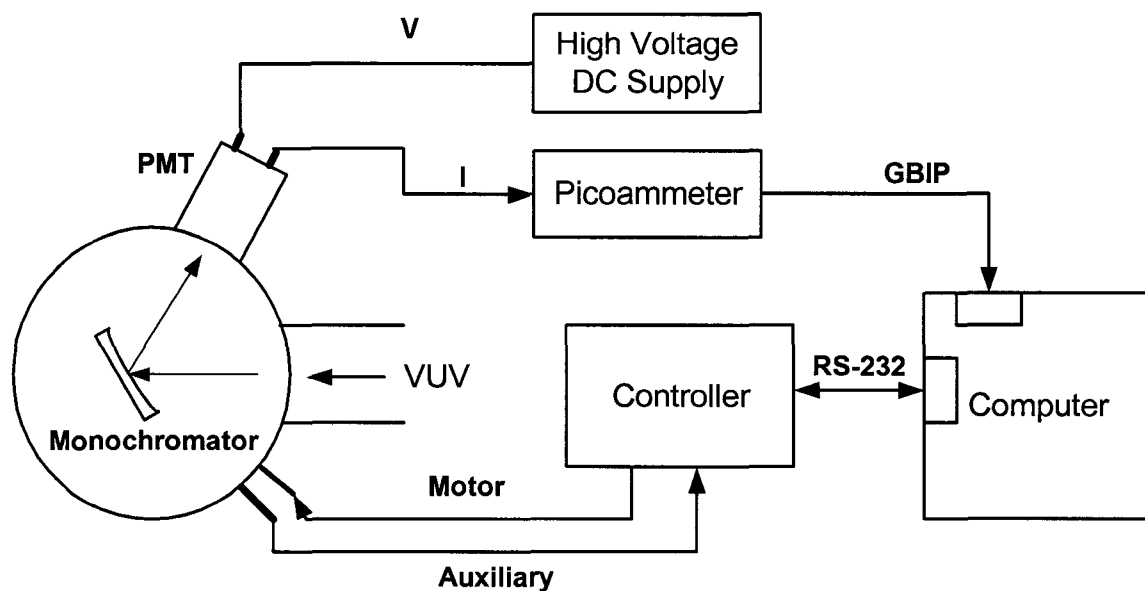 V
High Voltage
DC Supply
PMT
I
Picoammeter
GBIP
VUV
Monochromator
Controller
RS-232
Computer
Motor
Auxiliary